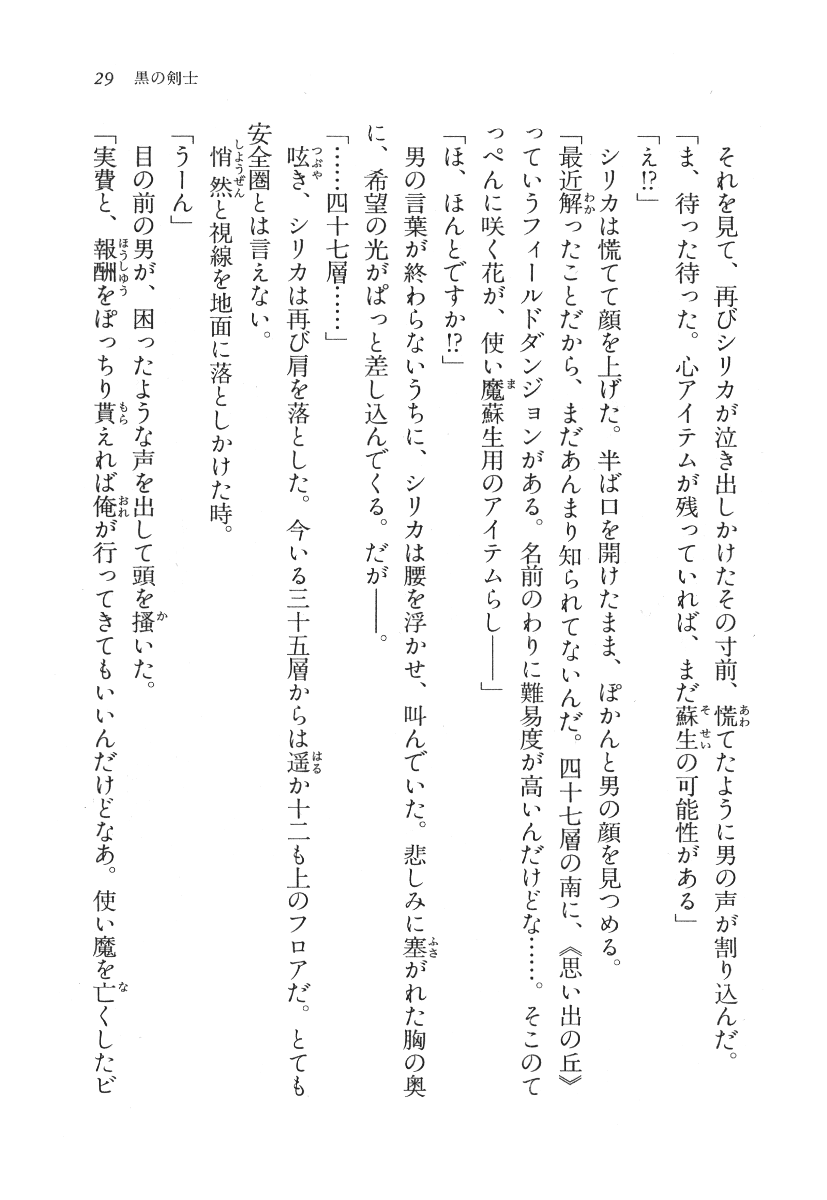 29 黒の剣士
それを見て、再びシリカが泣き出しかけたその寸前、慌てたように男の声が割り込んだ。
「ま、待った待った。心アイテムが残っていれば、まだ蘇生の可能性がある」
「え!?」
シリカは慌てて顔を上げた。半ば口を開けたまま、ぽかんと男の顔を見つめる。
「最近解ったことだから、まだあんまり知られてないんだ。四十七層の南に、《思い出の丘》
っていうフィールドダンジョンがある。名前のわりに難易度が高いんだけどな……。そこのて
っぺんに咲く花が、使い魔蘇生用のアイテムらし――」
「ほ、ほんとですか!?」
男の言葉が終わらないうちに、シリカは腰を浮かせ、叫んでいた。悲しみに塞がれた胸の奥
に、希望の光がぱっと差し込んでくる。だが――。
「……四十七層……」
呟き、シリカは再び肩を落とした。今いる三十五層からは遥か十二も上のフロアだ。とても
安全圏とは言えない。
悄然と視線を地面に落としかけた時。
「うーん」
目の前の男が、困ったような声を出して頭を掻いた。
「実費と、報酬をぽっちり貰えれば俺が行ってきてもいいんだけどなあ。使い魔を亡くしたビ